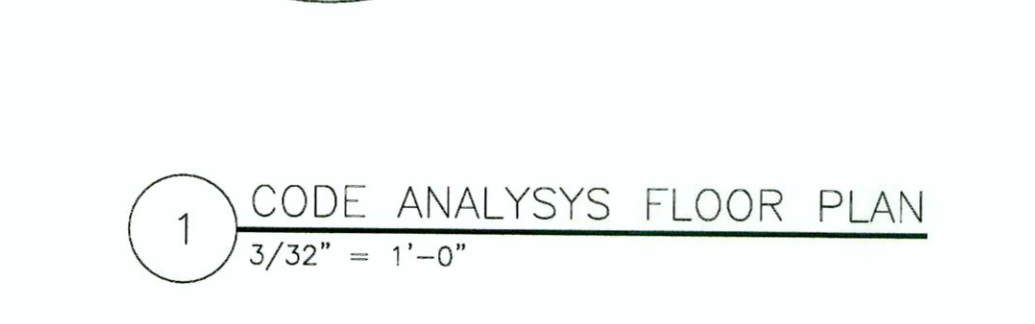 1
CODE ANALYSYS FLOOR PLAN
3/32" = 1'-0"